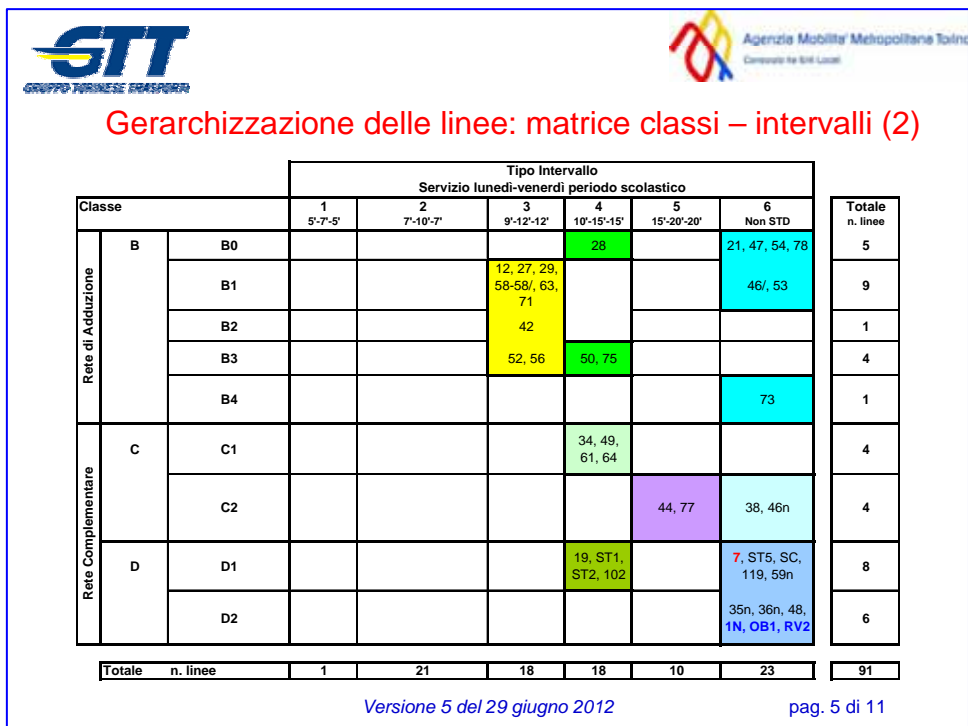 GTT
GRUPPO TORINESE TRASPORTI
Agenzia Mobilita' Metropolitana Torino
Gerarchizzazione delle linee: matrice classi – intervalli (2)
Tipo Intervallo
Servizio lunedì-venerdì periodo scolastico
Classe 1 2 3 4 5 6 Totale
5'-7'-5' 7'-10'-7' 9'-12'-12' 10'-15'-15' 15'-20'-20' Non STD n. linee
Rete di Adduzione
B B0 28 21, 47, 54, 78 5
12, 27, 29,
B1 58-58/, 63, 46/, 53 9
71
B2 42 1
B3 52, 56 50, 75 4
B4 73 1
Rete Complementare
C C1 34, 49, 4
61, 64
C2 44, 77 38, 46n 4
D D1 19, ST1, 7, ST5, SC, 8
ST2, 102 119, 59n
D2 35n, 36n, 48, 6
1N, OB1, RV2
Totale n. linee 1 21 18 18 10 23 91
Versione 5 del 29 giugno 2012
pag. 5 di 11